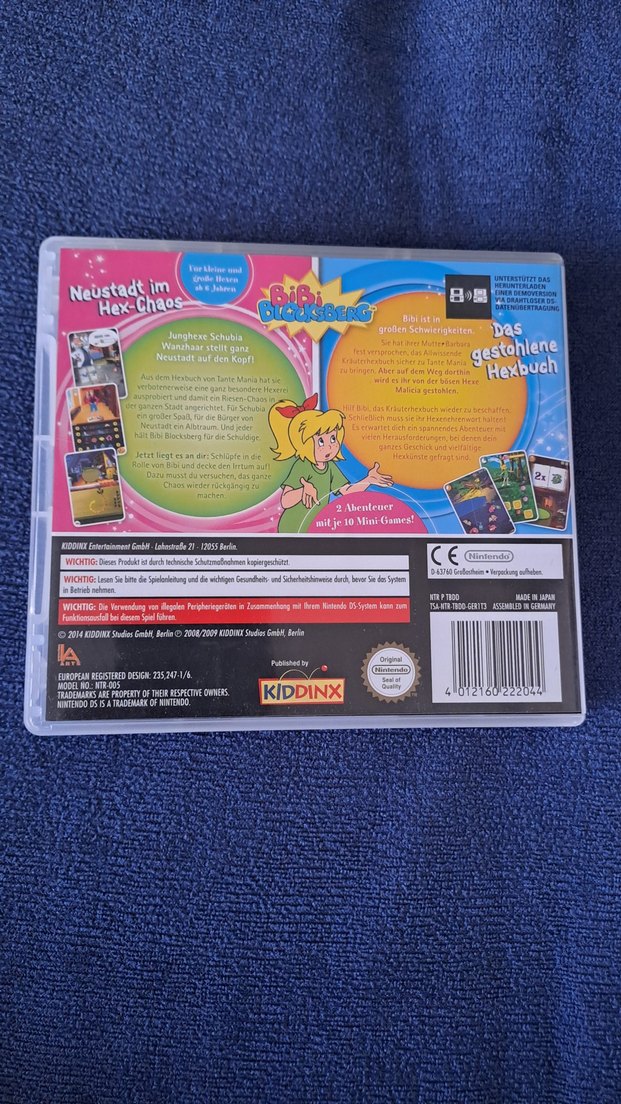 Neustadt im
Hex-Chaos
Für kleine und
große Hexen
ab 6 Jahren
BiBi
BLOCKSBERG
UNTERSTÜTZT DAS
HERUNTERLADEN
EINER DEMOVERSION
VIA DRAHTLOSER DS-
DATENÜBERTRAGUNG
Das
gestohlene
Hexbuch
Junghexe Schubia
Wanzhaar stellt ganz
Neustadt auf den Kopf!
Aus dem Hexbuch von Tante Mania hat sie
verbotenerweise eine ganz besondere Hexerei
ausprobiert und damit ein Riesen-Chaos in
der ganzen Stadt angerichtet. Für Schubia
ein großer Spaß, für die Bürger von
Neustadt ein Albtraum. Und jeder
hält Bibi Blocksberg für die Schuldige.
Jetzt liegt es an dir: Schlüpfe in die
Rolle von Bibi und decke den Irrtum auf!
Dazu musst du versuchen, das ganze
Chaos wieder rückgängig zu
machen.
Bibi ist in
großen Schwierigkeiten.
Sie hat ihrer Mutter Barbara
fest versprochen, das Allwissende
Kräuterhexbuch sicher zu Tante Mania
zu bringen. Aber auf dem Weg dorthin
wird es ihr von der bösen Hexe
Malicia gestohlen.
Hilf Bibi, das Kräuterhexbuch wieder zu beschaffen.
Schließlich muss sie ihr Hexenehrenwort halten!
Es erwartet dich ein spannendes Abenteuer mit
vielen Herausforderungen, bei denen dein
ganzes Geschick und vielfältige
Hexkünste gefragt sind.
2x
2 Abenteuer
mit je 10 Mini-Games!
KIDDINX Entertainment GmbH · Lahnstraße 21 · 12055 Berlin.
WICHTIG: Dieses Produkt ist durch technische Schutzmaßnahmen kopiergeschützt.
WICHTIG: Lesen Sie bitte die Spielanleitung und die wichtigen Gesundheits- und Sicherheitshinweise durch, bevor Sie das System
in Betrieb nehmen.
WICHTIG: Die Verwendung von illegalen Peripheriegeräten in Zusammenhang mit Ihrem Nintendo DS-System kann zum
Funktionsausfall bei diesem Spiel führen.
© 2014 KIDDINX Studios GmbH, Berlin ℗ 2008/2009 KIDDINX Studios GmbH, Berlin
CE Nintendo
D-63760 Großostheim • Verpackung aufheben.
NTR P TBDD MADE IN JAPAN
TSA-NTR-TBDD-GER1T3 ASSEMBLED IN GERMANY
4 012160 222044
IA
ARTS
EUROPEAN REGISTERED DESIGN: 235,247-1/6.
MODEL NO.: NTR-005
TRADEMARKS ARE PROPERTY OF THEIR RESPECTIVE OWNERS.
NINTENDO DS IS A TRADEMARK OF NINTENDO.
Published by
KIDDINX
Original
Nintendo
Seal of
Quality